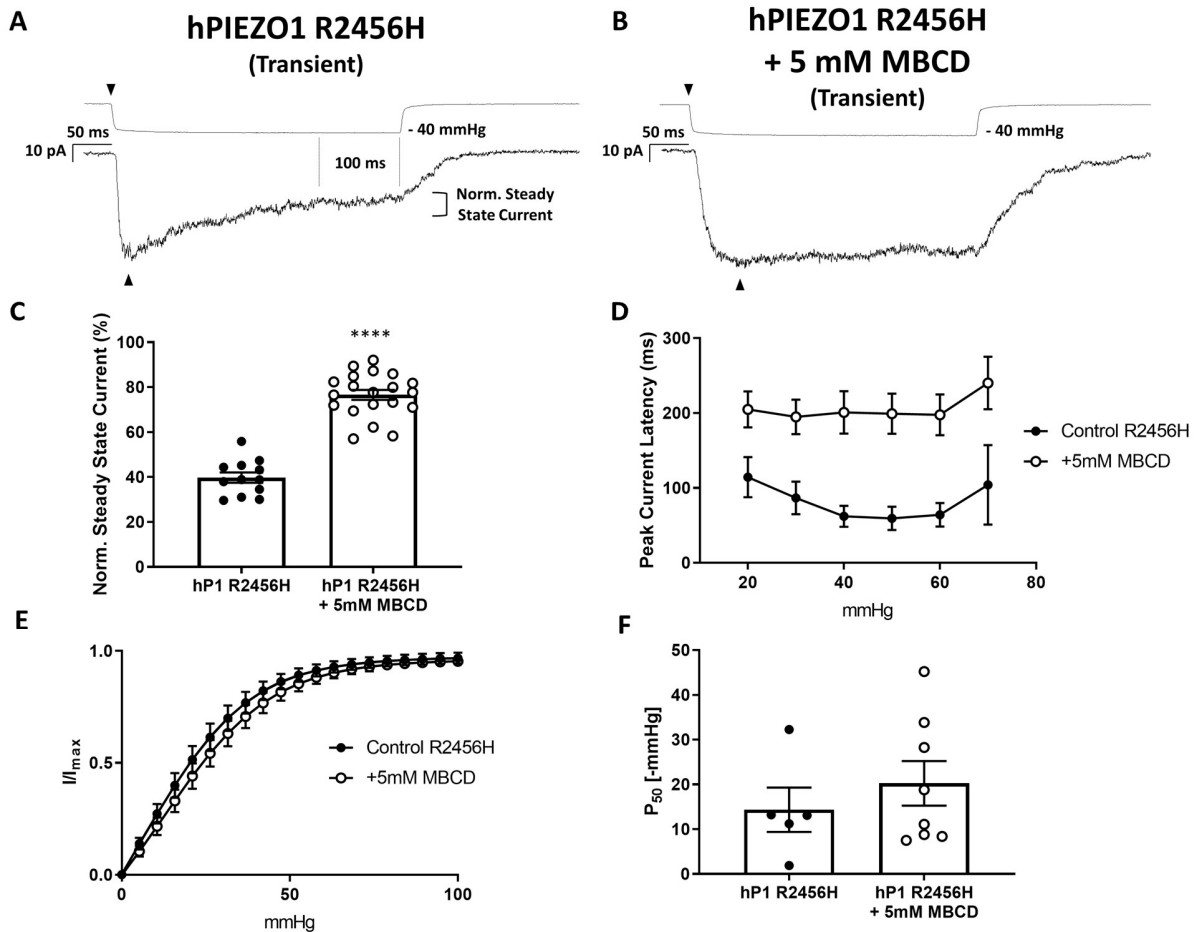 A
hPIEZO1 R2456H
(Transient)
50 ms
10 pA
- 40 mmHg
100 ms
Norm. Steady
State Current
B
hPIEZO1 R2456H
+ 5 mM MBCD
(Transient)
50 ms
10 pA
- 40 mmHg
C
Norm. Steady State Current (%)
100
80
60
40
20
0
****
hP1 R2456H
hP1 R2456H
+ 5mM MBCD
D
Peak Current Latency (ms)
300
200
100
0
20
40
60
80
mmHg
Control R2456H
+5mM MBCD
E
I/Imax
1.0
0.5
0.0
0
50
100
mmHg
Control R2456H
+5mM MBCD
F
P50 [-mmHg]
50
40
30
20
10
0
hP1 R2456H
hP1 R2456H
+ 5mM MBCD